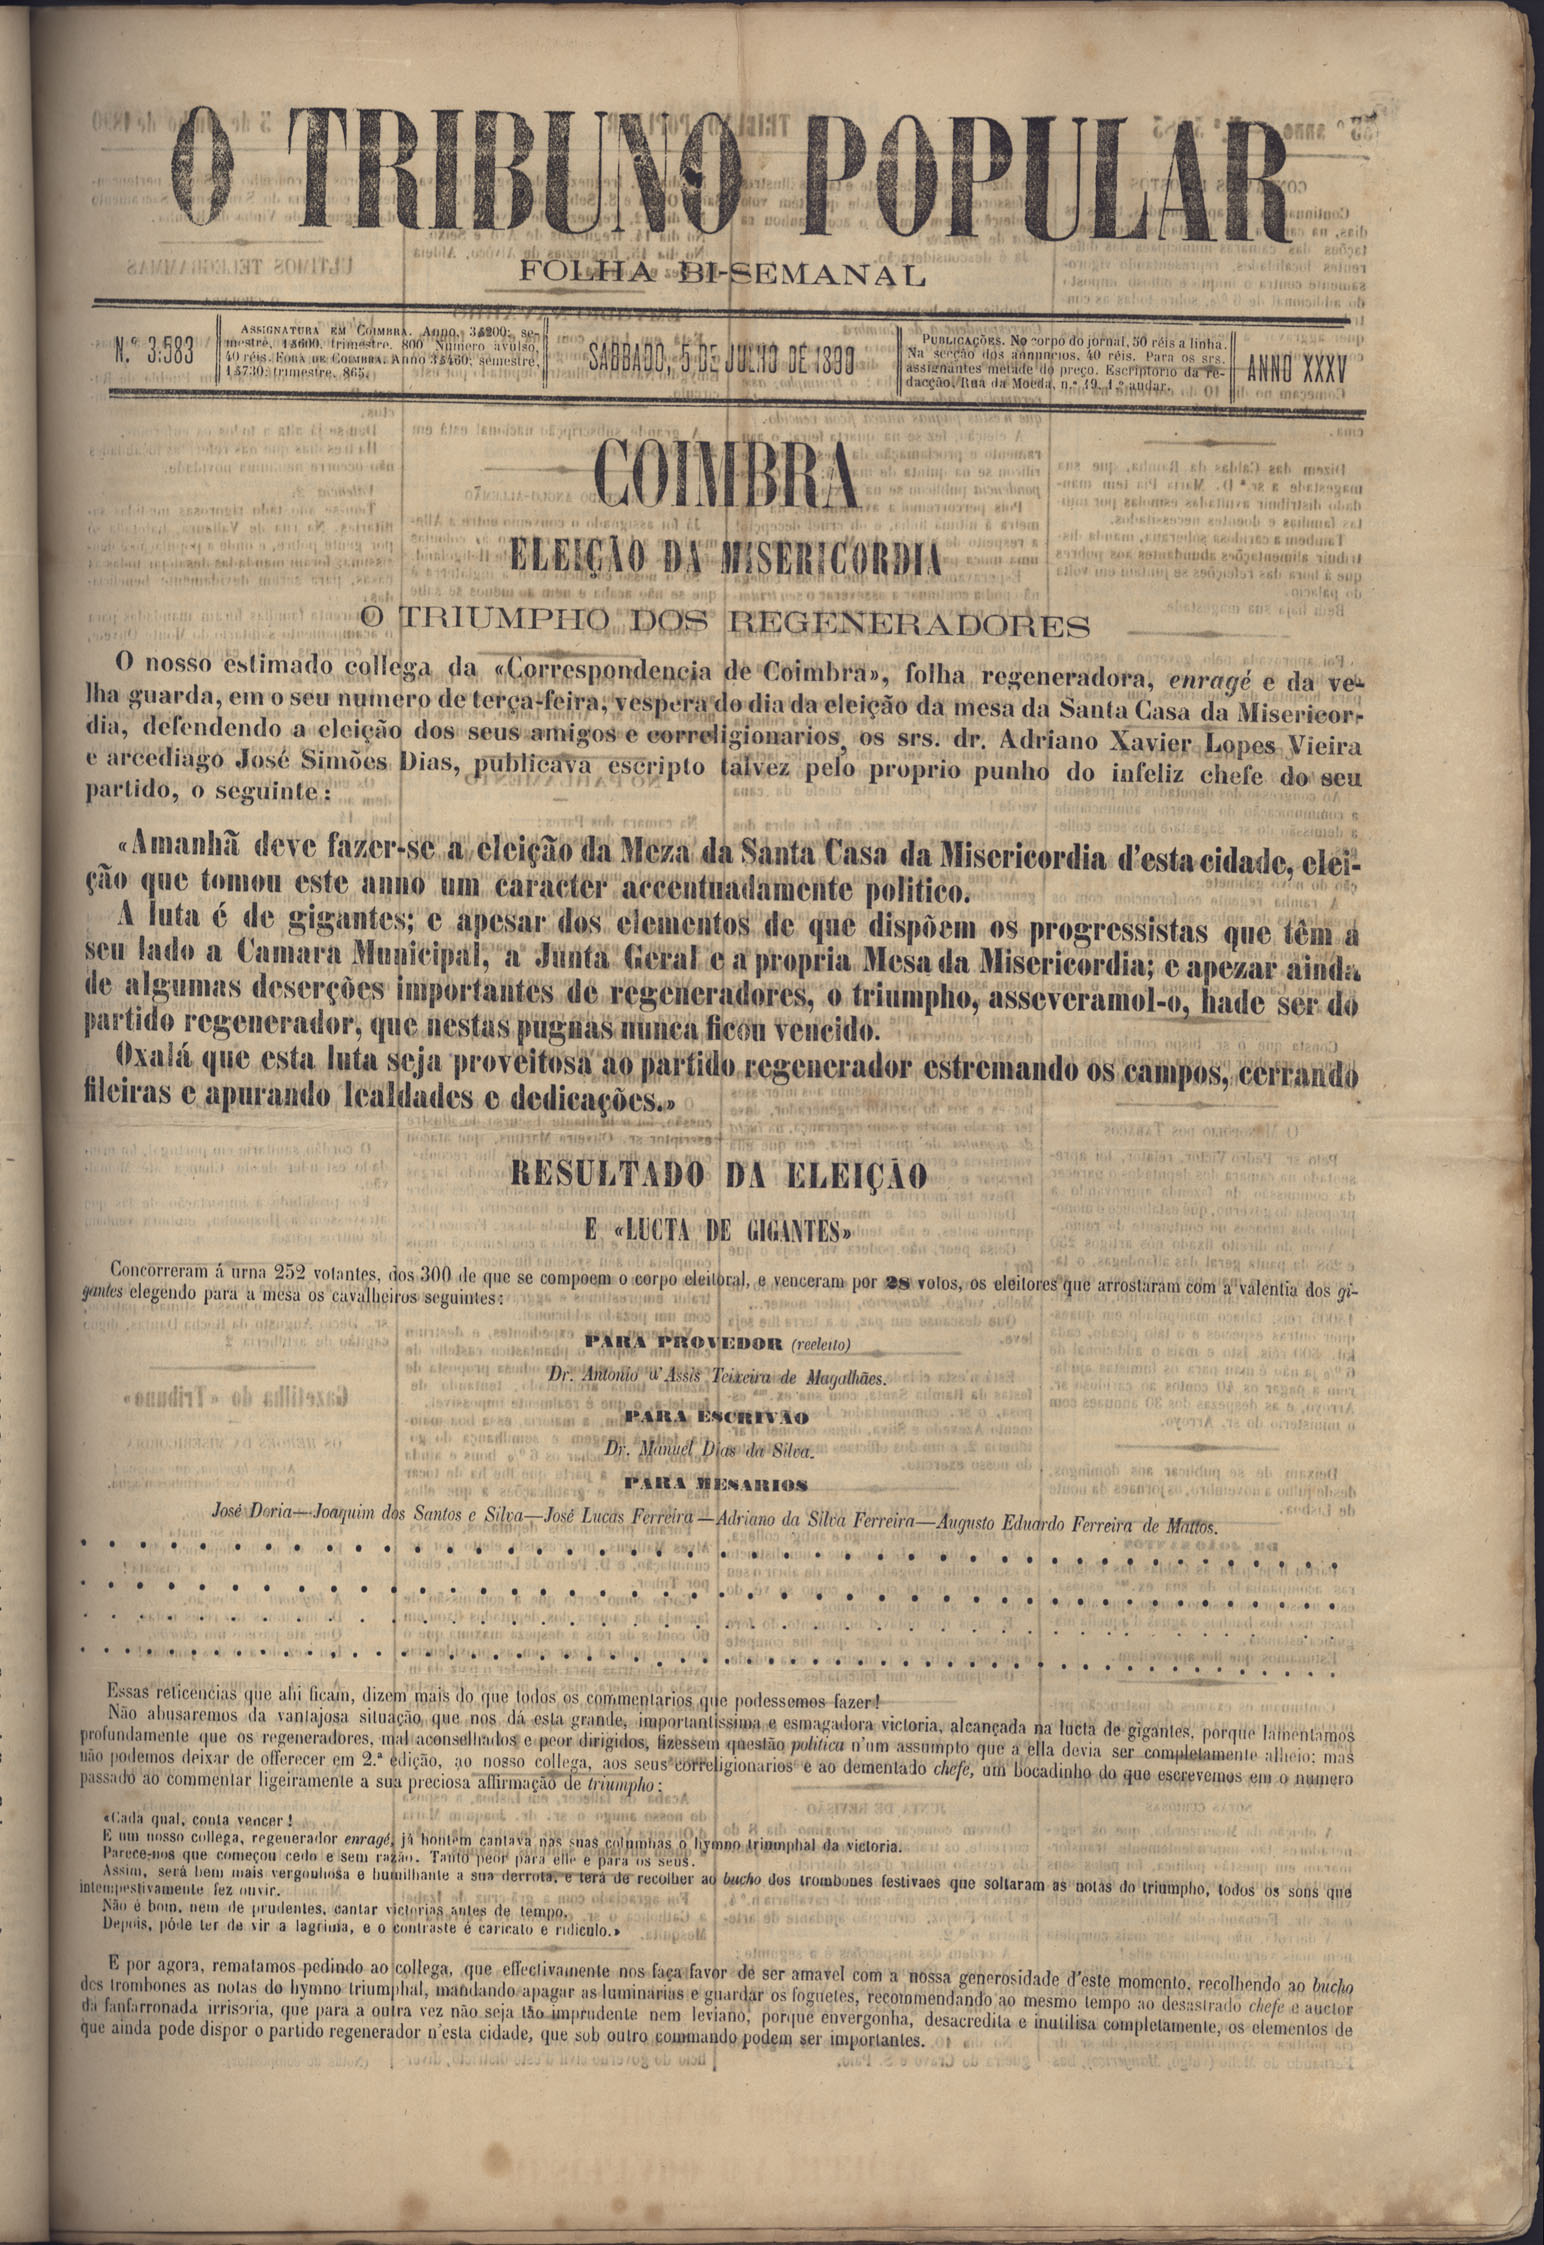 O TRIBUNO POPULAR
FOLHA BI-SEMANAL
N.º 3:583
ASSIGNATURA EM COIMBRA. Anno, 3$200; se-
mestre, 1$600, trimestre, 800 Numero avulso,
40 réis. FORA DE COIMBRA. Anno 3$460; semestre,
1$730; trimestre, 865.
SABBADO, 5 DE JULHO DE 1890
PUBLICAÇÕES. No corpo do jornal, 50 réis a linha.
Na secção dos annuncios, 40 réis. Para os srs.
assignantes metade do preço. Escriptorio da re-
dacção, Rua da Moeda, n.º 19, 1.º andar.
ANNO XXXV
COIMBRA
ELEIÇÃO DA MISERICORDIA
O TRIUMPHO DOS REGENERADORES
O nosso estimado collega da «Correspondencia de Coimbra», folha regeneradora, enragé e da ve-
lha guarda, em o seu numero de terça-feira, vespera do dia da eleição da mesa da Santa Casa da Misericor-
dia, defendendo a eleição dos seus amigos e correligionarios, os srs. dr. Adriano Xavier Lopes Vieira
e arcediago José Simões Dias, publicava escripto talvez pelo proprio punho do infeliz chefe do seu
partido, o seguinte:
«Amanhã deve fazer-se a eleição da Meza da Santa Casa da Misericordia d'esta cidade, elei-
ção que tomou este anno um caracter accentuadamente politico.
A luta é de gigantes; e apesar dos elementos de que dispõem os progressistas que têm a
seu lado a Camara Municipal, a Junta Geral e a propria Mesa da Misericordia; e apezar ainda
de algumas deserções importantes de regeneradores, o triumpho, asseveramol-o, hade ser do
partido regenerador, que nestas pugnas nunca ficou vencido.
Oxalá que esta luta seja proveitosa ao partido regenerador estremando os campos, cerrando
fileiras e apurando lealdades e dedicações.»
RESULTADO DA ELEIÇÃO
E «LUCTA DE GIGANTES»
Concorreram á urna 252 votantes, dos 300 de que se compoem o corpo eleitoral, e venceram por 28 votos, os eleitores que arrostaram com a valentia dos gi-
gantes elegendo para a mesa os cavalheiros seguintes:
PARA PROVEDOR (reeleito)
Dr. Antonio d'Assis Teixeira de Magalhães.
PARA ESCRIVÃO
Dr. Manuel Dias da Silva.
PARA MESARIOS
José Doria—Joaquim dos Santos e Silva—José Lucas Ferreira—Adriano da Silva Ferreira—Augusto Eduardo Ferreira de Mattos.
Essas reticencias que ahi ficam, dizem mais do que todos os commentarios que podessemos fazer!
Não abusaremos da vantajosa situação que nos dá esta grande, importantissima e esmagadora victoria, alcançada na lucta de gigantes, porque lamentamos
profundamente que os regeneradores, mal aconselhados e peor dirigidos, fizessem questão politica n'um assumpto que a ella devia ser completamente alheio; mas
não podemos deixar de offerecer em 2.ª edição, ao nosso collega, aos seus correligionarios e ao dementado chefe, um bocadinho do que escrevemos em o numero
passado ao commentar ligeiramente a sua preciosa affirmação de triumpho:
«Cada qual, conta vencer!
E um nosso collega, regenerador enragé, já hontem cantava nas suas columnas o hymno triumphal da victoria.
Parece-nos que começou cedo e sem razão. Tanto peor para elle e para os seus.
Assim, será bem mais vergonhosa e humilhante a sua derrota, e terá de recolher ao bucho dos trombones festivaes que soltaram as notas do triumpho, todos os sons que
intempestivamente fez ouvir.
Não é bom, nem de prudentes, cantar victorias antes de tempo.
Depois, póde ter de vir a lagrima, e o contraste é caricato e ridiculo.»
E por agora, rematamos pedindo ao collega, que effectivamente nos faça favor de ser amavel com a nossa generosidade d'este momento, recolhendo ao bucho
dos trombones as notas do hymno triumphal, mandando apagar as luminarias e guardar os foguetes, recommendando ao mesmo tempo ao desastrado chefe e auctor
da fanfarronada irrisoria, que para a outra vez não seja tão imprudente nem leviano, porque envergonha, desacredita e inutilisa completamente, os elementos de
que ainda pode dispor o partido regenerador n'esta cidade, que sob outro commando podem ser importantes.